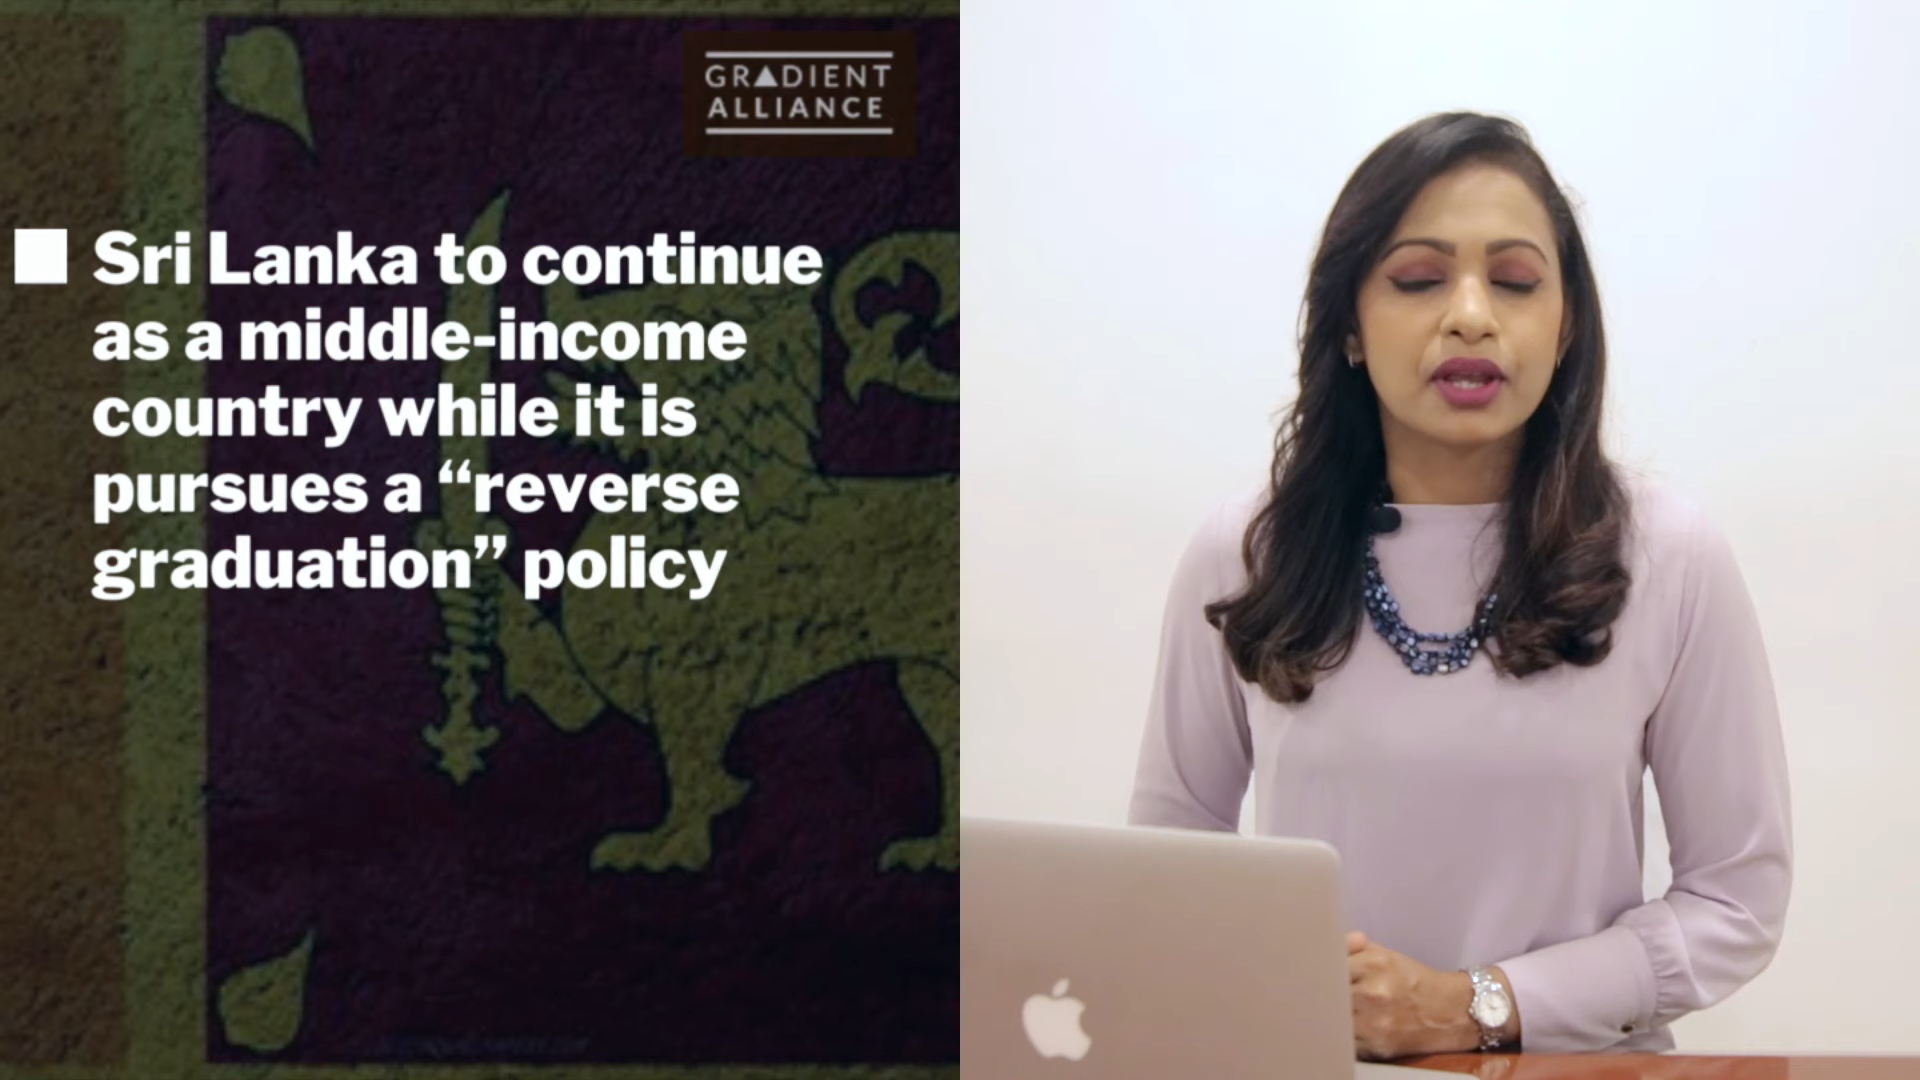 GRADIENT
ALLIANCE
Sri Lanka to continue
as a middle-income
country while it is
pursues a “reverse
graduation” policy